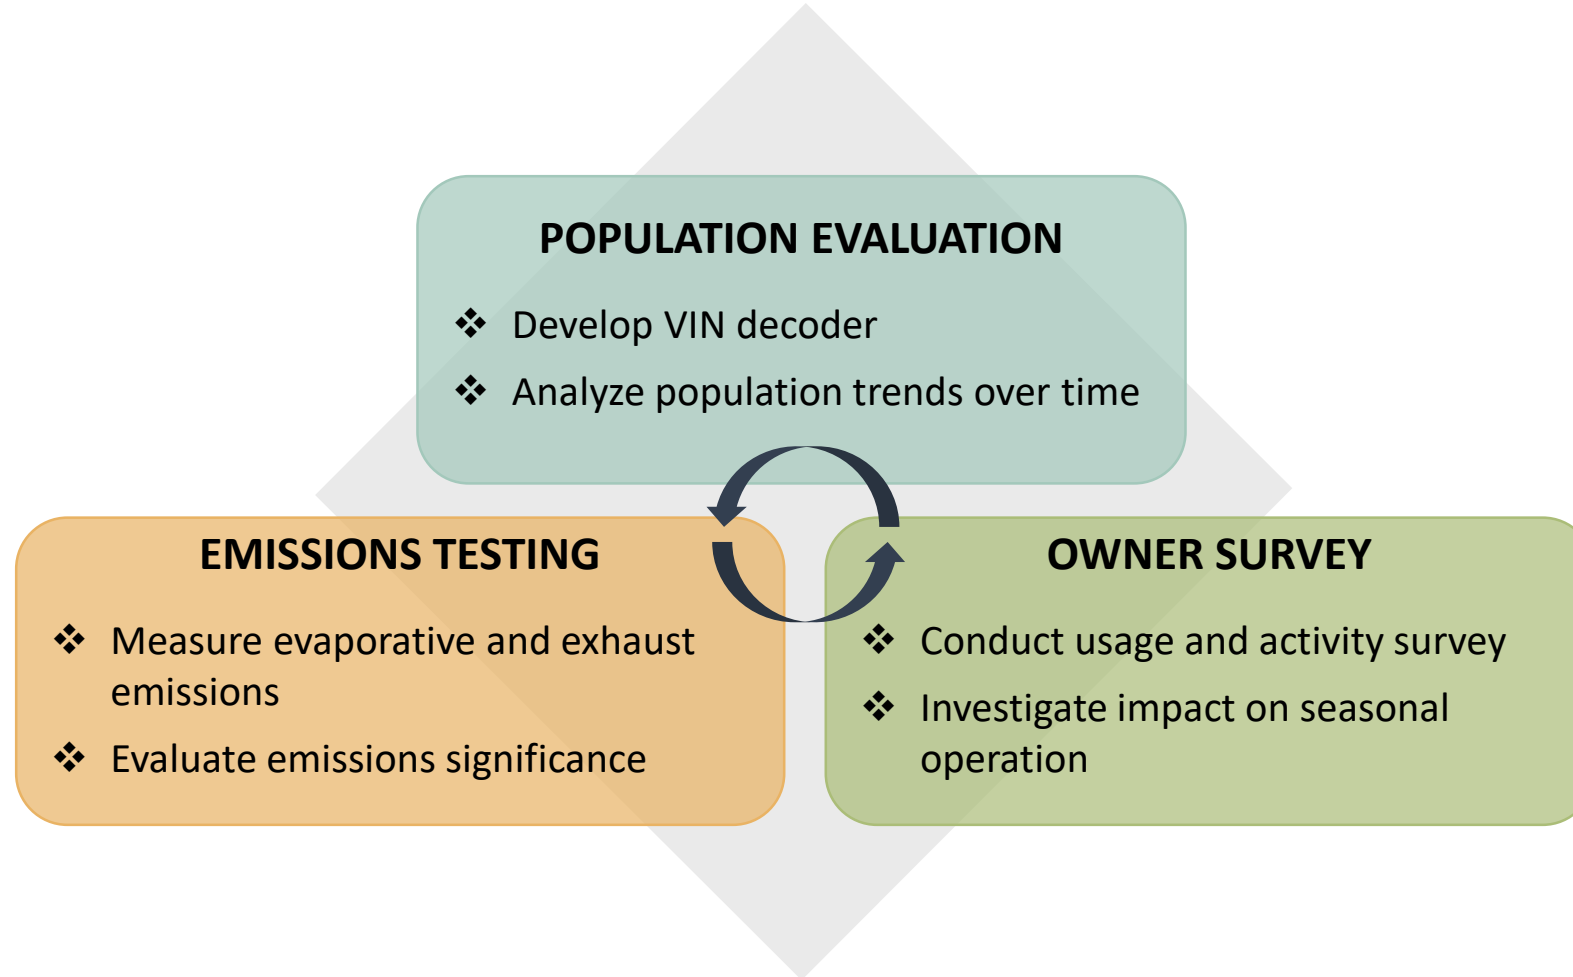 POPULATION EVALUATION
❖ Develop VIN decoder
❖ Analyze population trends over time
EMISSIONS TESTING
❖ Measure evaporative and exhaust
emissions
❖ Evaluate emissions significance
OWNER SURVEY
❖ Conduct usage and activity survey
❖ Investigate impact on seasonal
operation